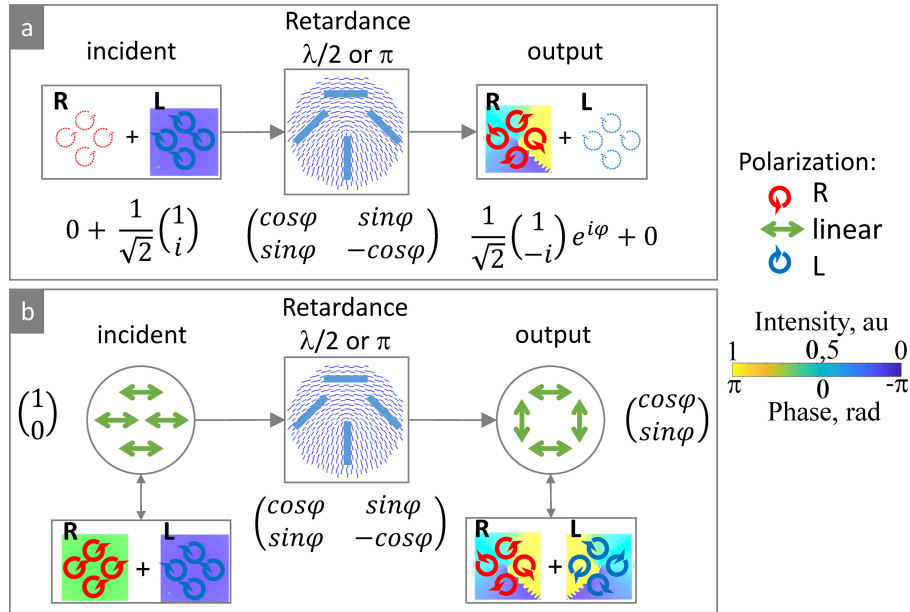 a
incident
Retardance
λ/2 or π
output
R
L
+
R
L
+
0 + 1/√2 (1 i)
(cosφ sinφ
sinφ −cosφ)
1/√2 (1 −i) e^{iφ} + 0
Polarization:
R
linear
L
Intensity, au
1 0,5 0
π 0 -π
Phase, rad
b
incident
Retardance
λ/2 or π
output
(1 0)
(cosφ sinφ)
(cosφ sinφ
sinφ −cosφ)
R
L
+
R
L
+